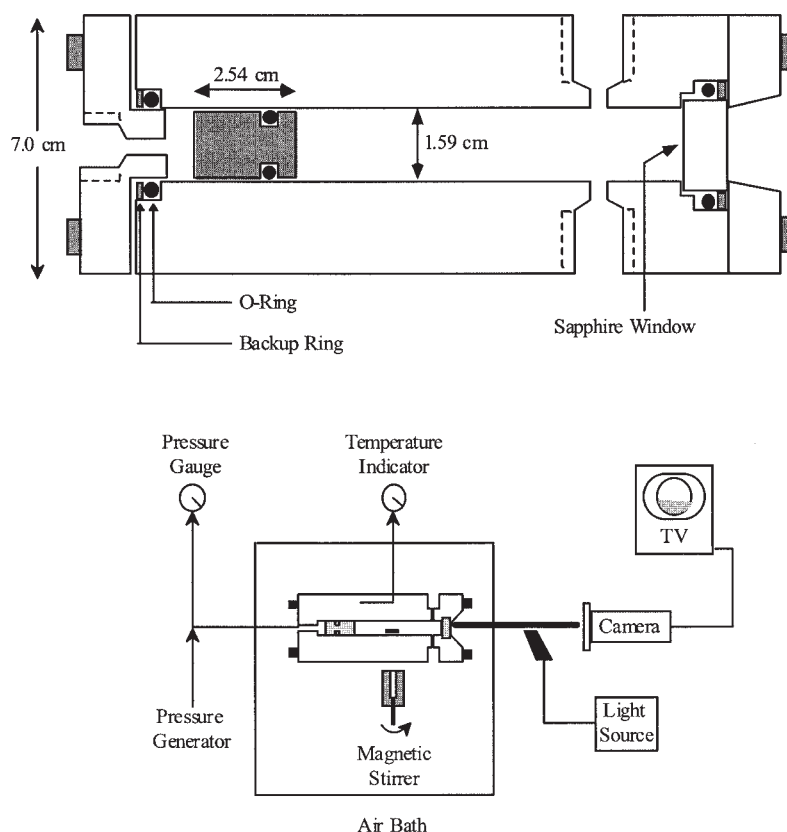 2.54 cm
7.0 cm
1.59 cm
O-Ring
Backup Ring
Sapphire Window
Pressure
Gauge
Temperature
Indicator
TV
Camera
Pressure
Generator
Magnetic
Stirrer
Light
Source
Air Bath